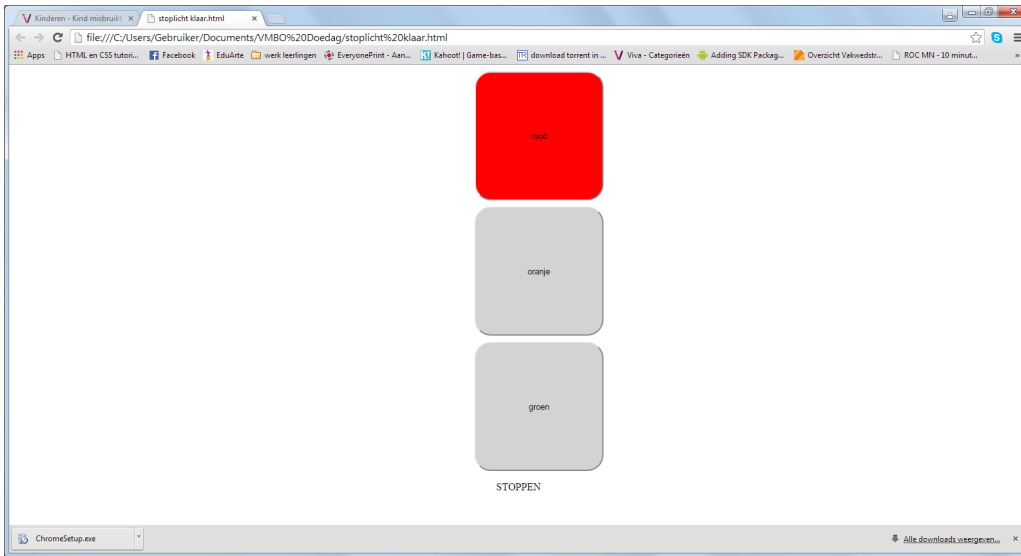 Kinderen - Kind misbruikt
stoplicht klaar.html
file:///C:/Users/Gebruiker/Documents/VMBO%20Doedag/stoplicht%20klaar.html
Apps HTML en CSS tutori... Facebook EduArte werk leerlingen EveryonePrint - Aan... Kahoot! | Game-bas... download torrent in ... Viva - Categorieën Adding SDK Packag... Overzicht Vakwedstr... ROC MN - 10 minut... »
rood
oranje
groen
STOPPEN
ChromeSetup.exe
Alle downloads weergeven...